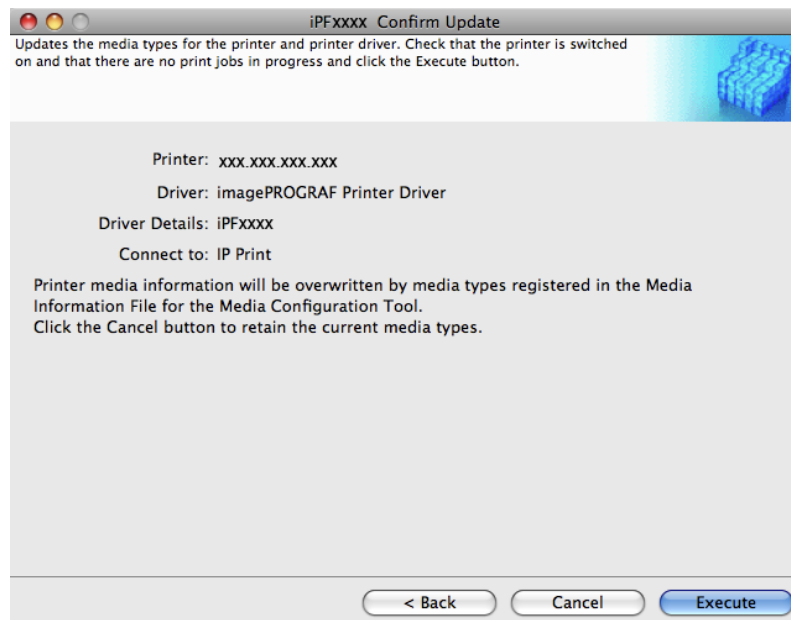 iPFxxxx Confirm Update
Updates the media types for the printer and printer driver. Check that the printer is switched
on and that there are no print jobs in progress and click the Execute button.
Printer: xxx.xxx.xxx.xxx
Driver: imagePROGRAF Printer Driver
Driver Details: iPFxxxx
Connect to: IP Print
Printer media information will be overwritten by media types registered in the Media
Information File for the Media Configuration Tool.
Click the Cancel button to retain the current media types.
< Back Cancel Execute